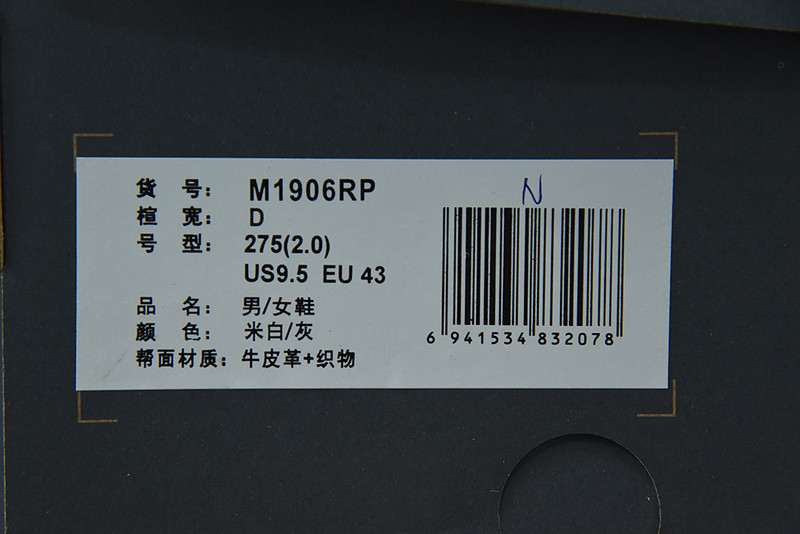 货 号： M1906RP
楦 宽： D
号 型： 275(2.0)
US9.5 EU 43
品 名： 男/女鞋
颜 色： 米白/灰
帮面材质： 牛皮革+织物
N
6 941534 832078